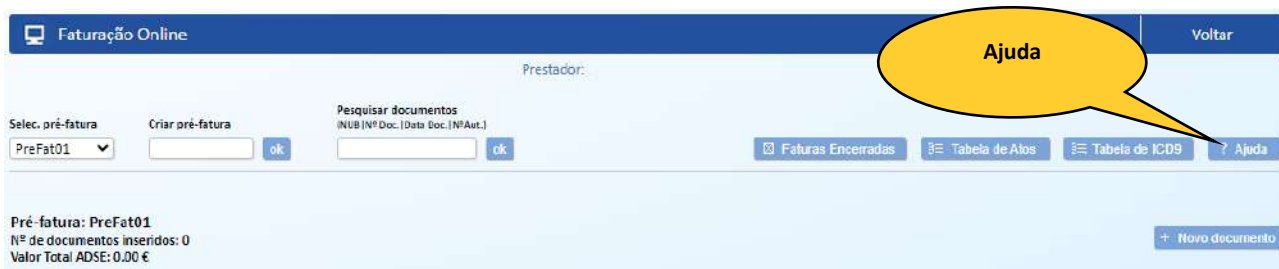 Faturação Online
Voltar
Ajuda
Prestador:
Selec. pré-fatura
Criar pré-fatura
Pesquisar documentos
(NUB|Nº Doc.|Data Doc.|NºAut.)
PreFat01
ok
ok
Faturas Encerradas
Tabela de Atos
Tabela de ICD9
? Ajuda
Pré-fatura: PreFat01
Nº de documentos inseridos: 0
Valor Total ADSE: 0.00 €
+ Novo documento